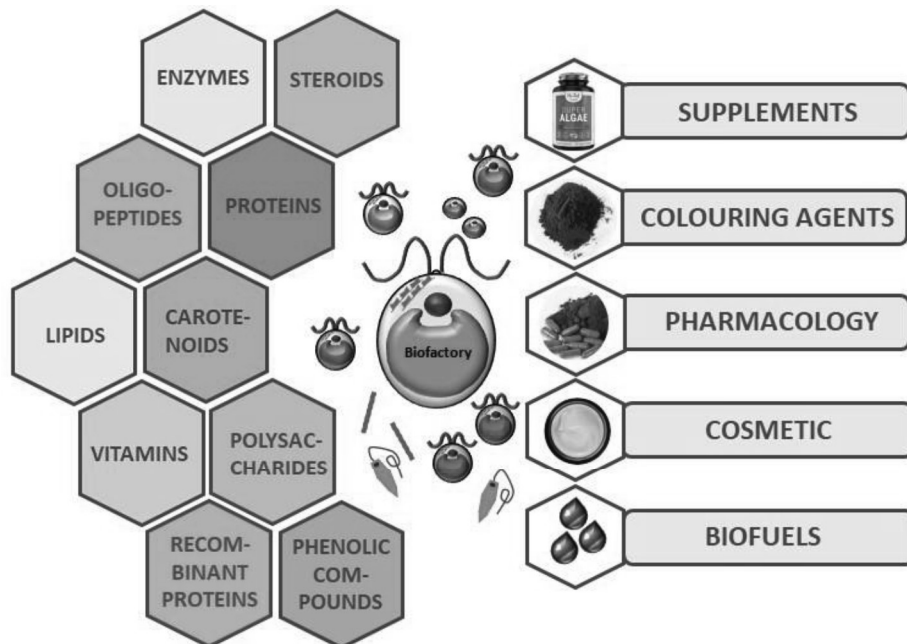 ENZYMES
STEROIDS
OLIGO-
PEPTIDES
PROTEINS
LIPIDS
CAROTE-
NOIDS
VITAMINS
POLYSAC-
CHARIDES
RECOM-
BINANT
PROTEINS
PHENOLIC
COM-
POUNDS
Biofactory
SUPER
ALGAE
SUPPLEMENTS
COLOURING AGENTS
PHARMACOLOGY
COSMETIC
BIOFUELS